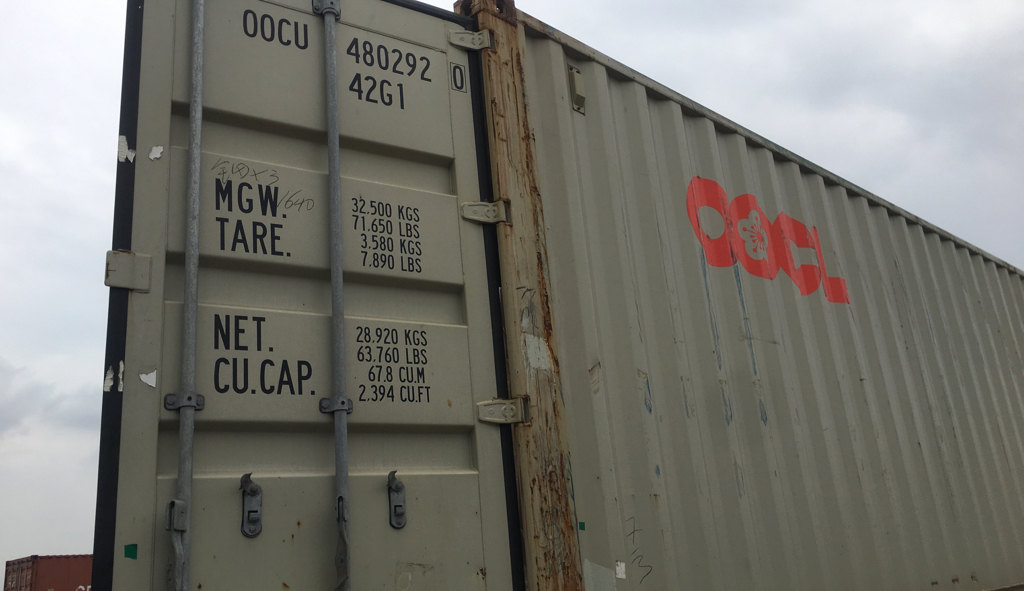 OOCU
480292 0
42G1
MGW.
TARE.
32.500 KGS
71.650 LBS
3.580 KGS
7.890 LBS
NET.
CU.CAP.
28.920 KGS
63.760 LBS
67.8 CU.M
2.394 CU.FT
OOCL